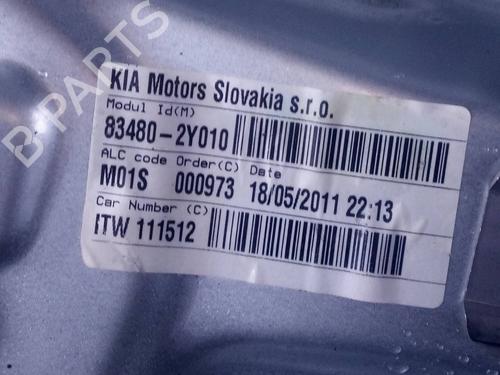 B PARTS
KIA Motors Slovakia s.r.o.
Modul Id(M)
83480-2Y010
ALC code Order(C) Date
M01S 000973 18/05/2011 22:13
Car Number (C)
ITW 111512